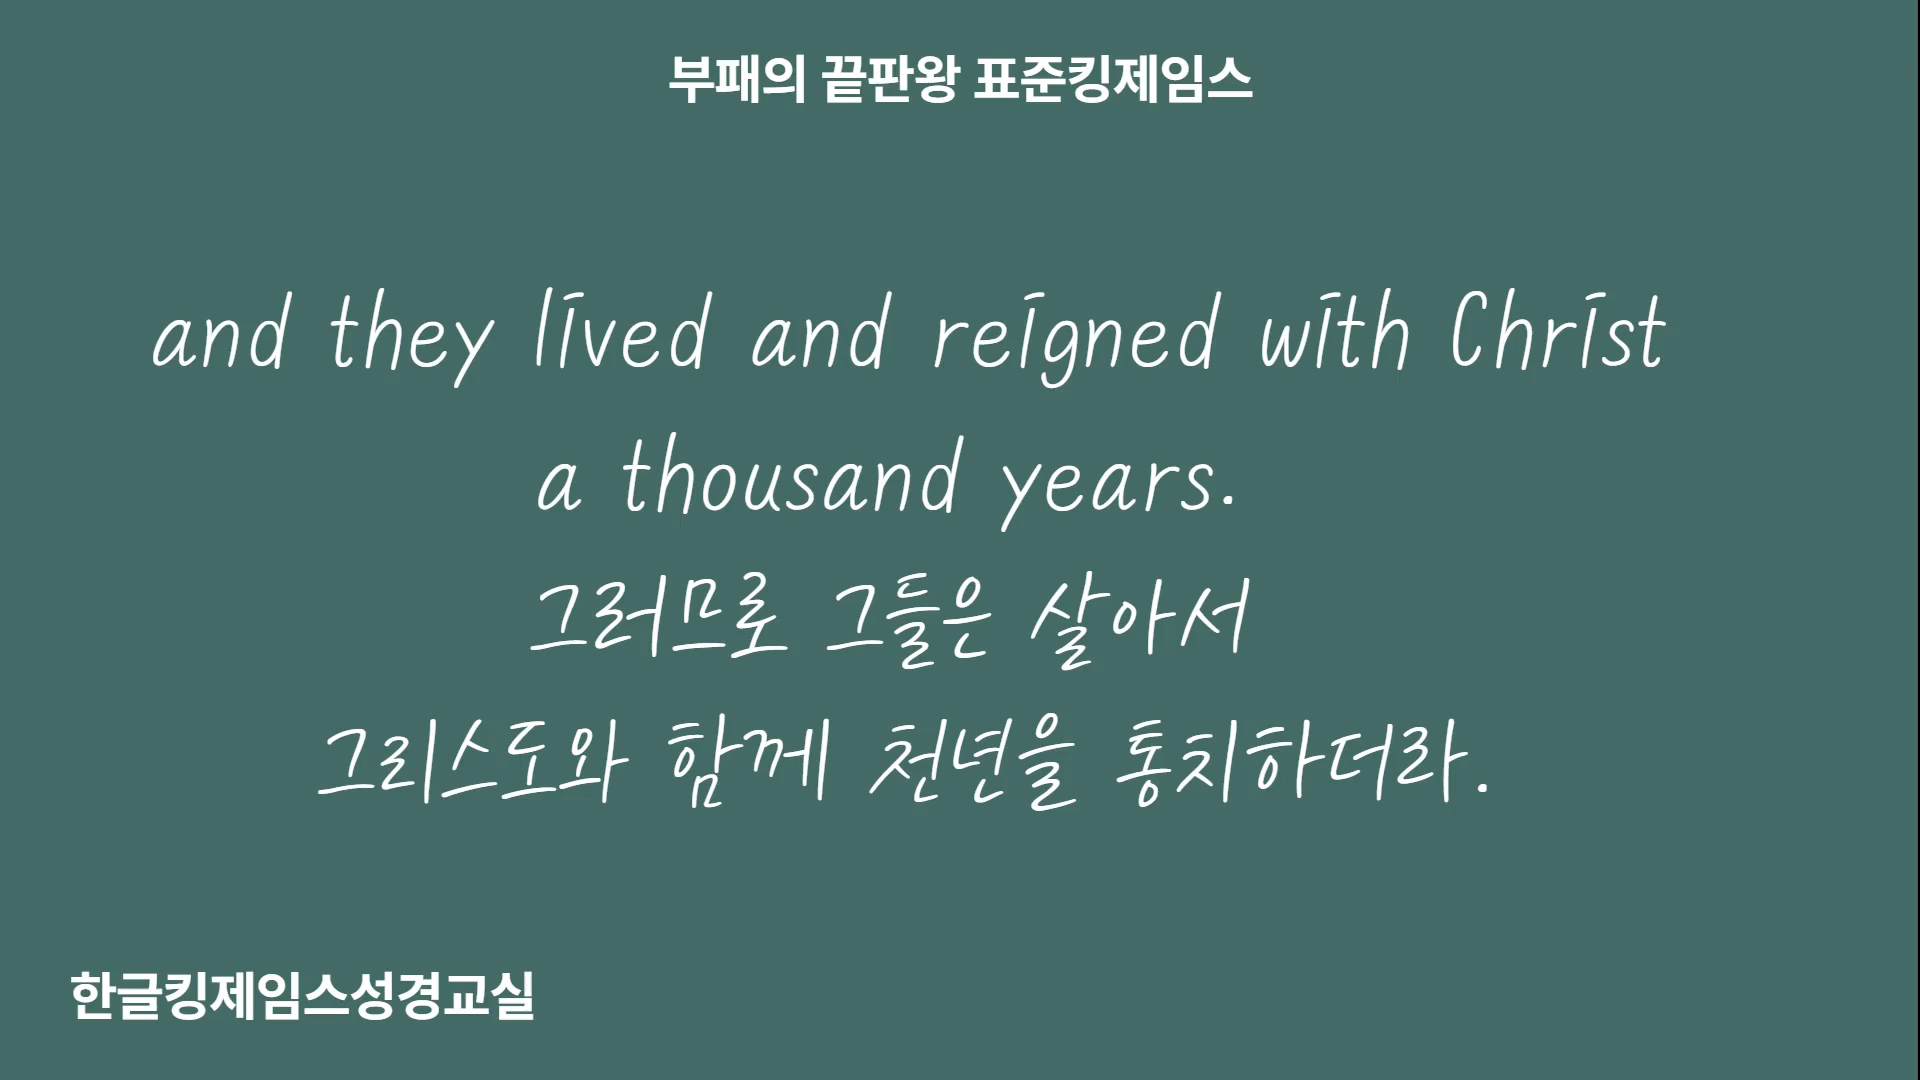 부패의 끝판왕 표준킹제임스
and they lived and reigned with Christ
a thousand years.
그러므로 그들은 살아서
그리스도와 함께 천년을 통치하더라.
한글킹제임스성경교실